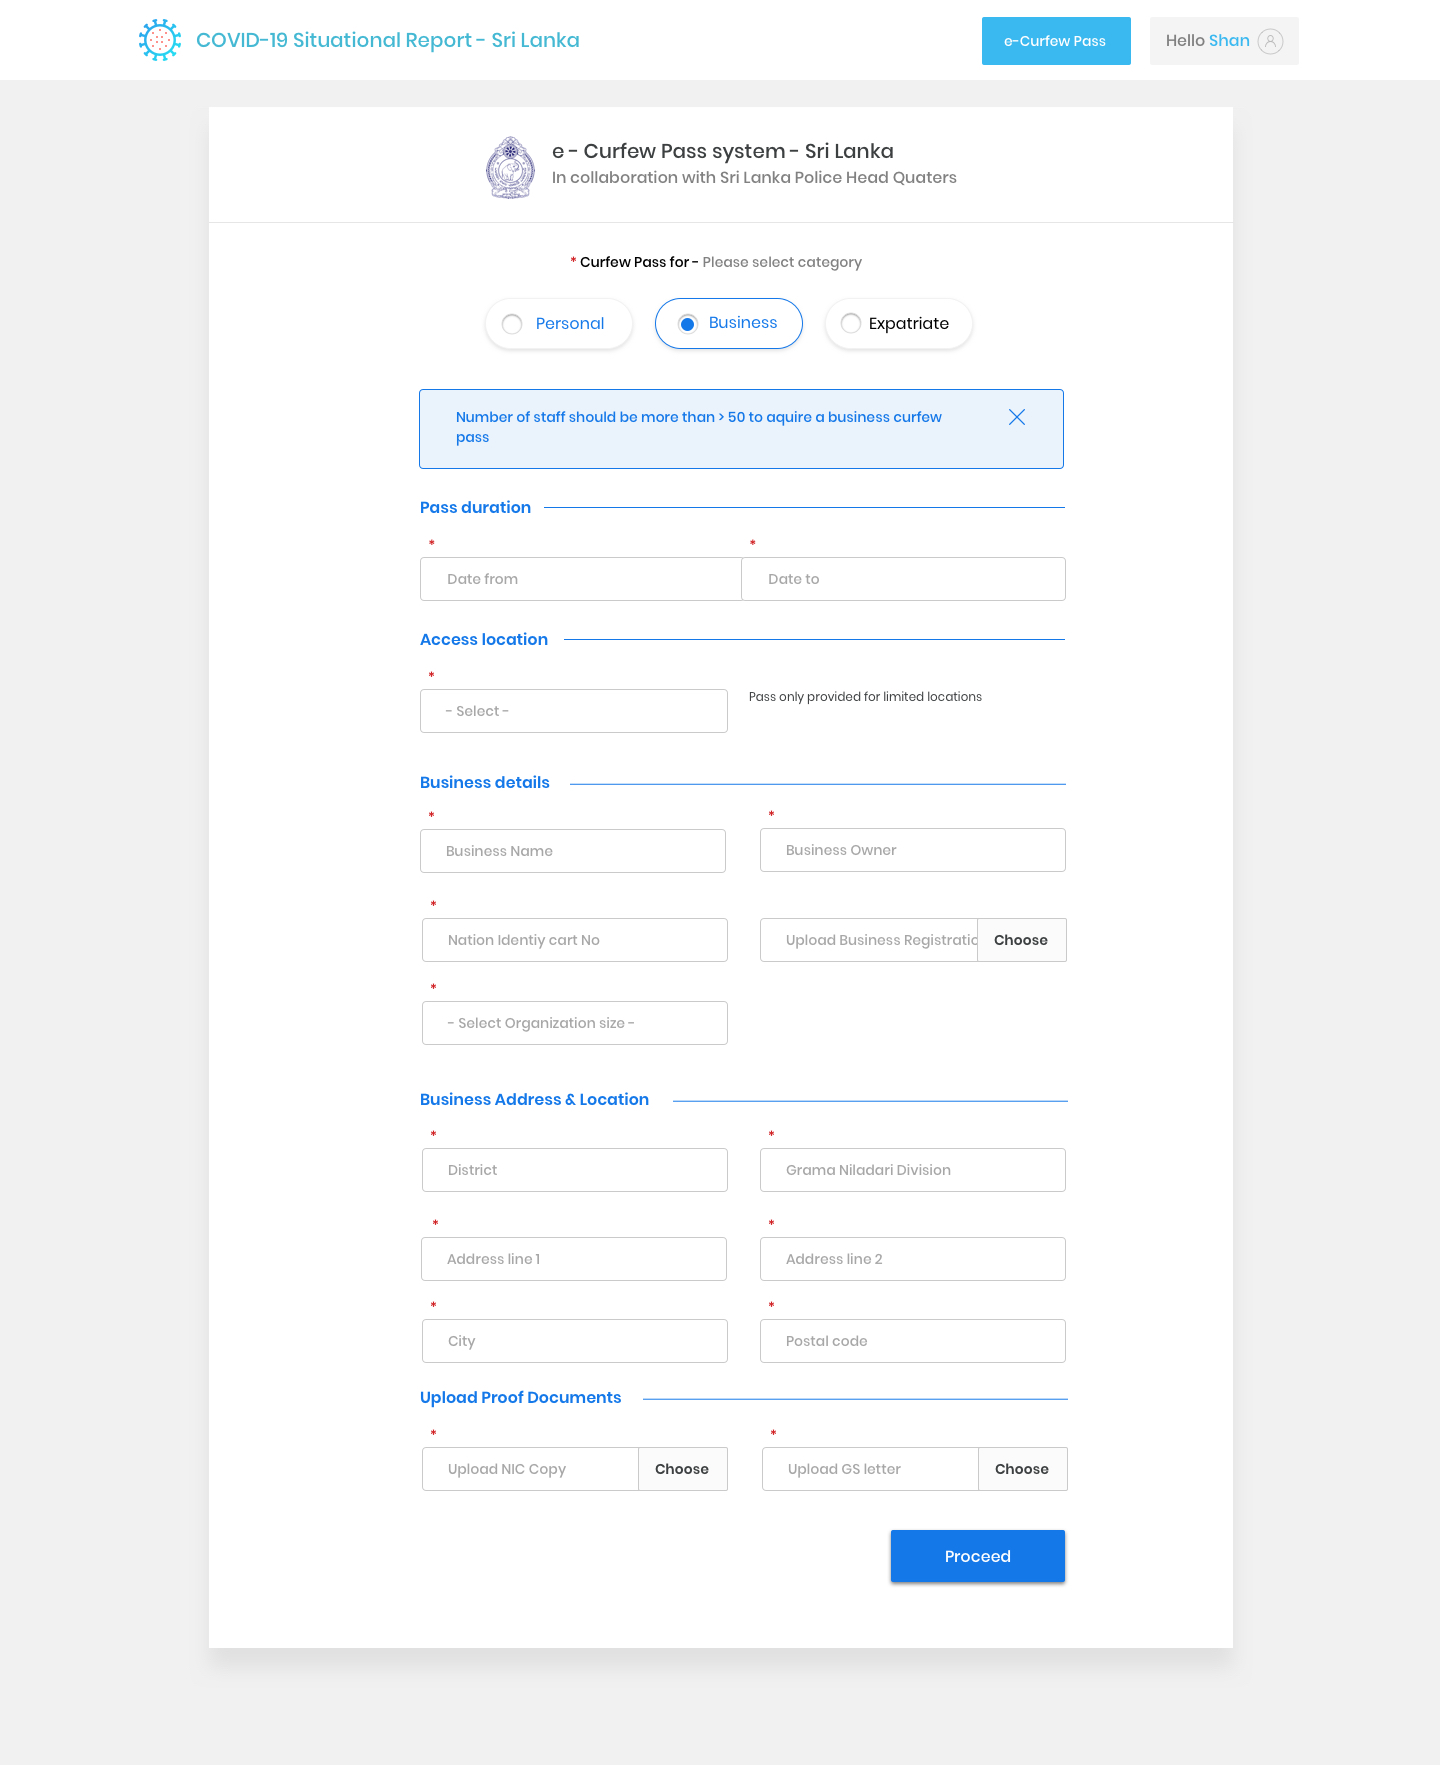 COVID-19 Situational Report - Sri Lanka
e-Curfew Pass
Hello Shan
e - Curfew Pass system - Sri Lanka
In collaboration with Sri Lanka Police Head Quaters
* Curfew Pass for - Please select category
Personal
Business
Expatriate
Number of staff should be more than > 50 to aquire a business curfew
pass
Pass duration
* *
Date from
Date to
Access location
*
- Select -
Pass only provided for limited locations
Business details
* *
Business Name
Business Owner
*
Nation Identiy cart No
Upload Business Registratio
Choose
*
- Select Organization size -
Business Address & Location
* *
District
Grama Niladari Division
* *
Address line 1
Address line 2
* *
City
Postal code
Upload Proof Documents
* *
Upload NIC Copy
Choose
Upload GS letter
Choose
Proceed